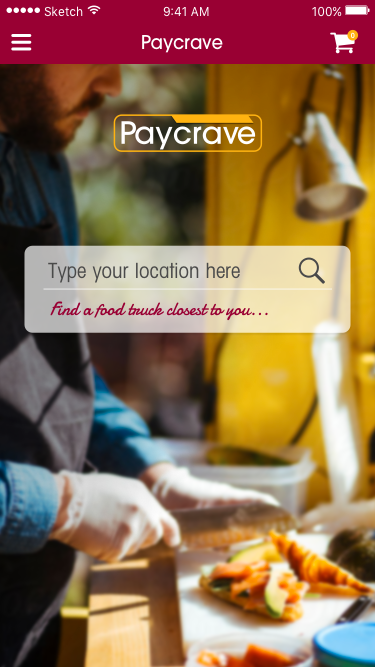 Sketch 9:41 AM 100%
Paycrave 0
Paycrave
Type your location here
Find a food truck closest to you...